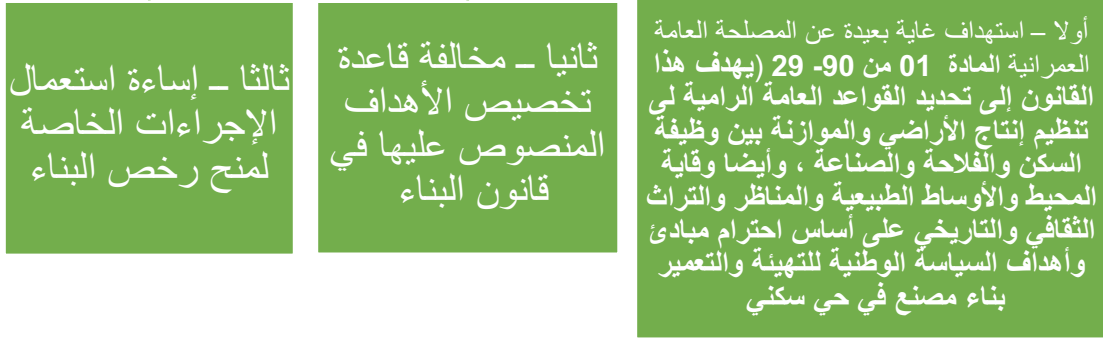 أولا – استهداف غاية بعيدة عن المصلحة العامة
العمرانية المادة 01 من 90- 29 (يهدف هذا
القانون إلى تحديد القواعد العامة الرامية لى
تنظيم إنتاج الأراضي والموازنة بين وظيفة
السكن والفلاحة والصناعة ، وأيضا وقاية
المحيط والأوساط الطبيعية والمناظر والتراث
الثقافي والتاريخي على أساس احترام مبادئ
وأهداف السياسة الوطنية للتهيئة والتعمير
بناء مصنع في حي سكني
ثانيا – مخالفة قاعدة
تخصيص الأهداف
المنصوص عليها في
قانون البناء
ثالثا – إساءة استعمال
الإجراءات الخاصة
لمنح رخص البناء